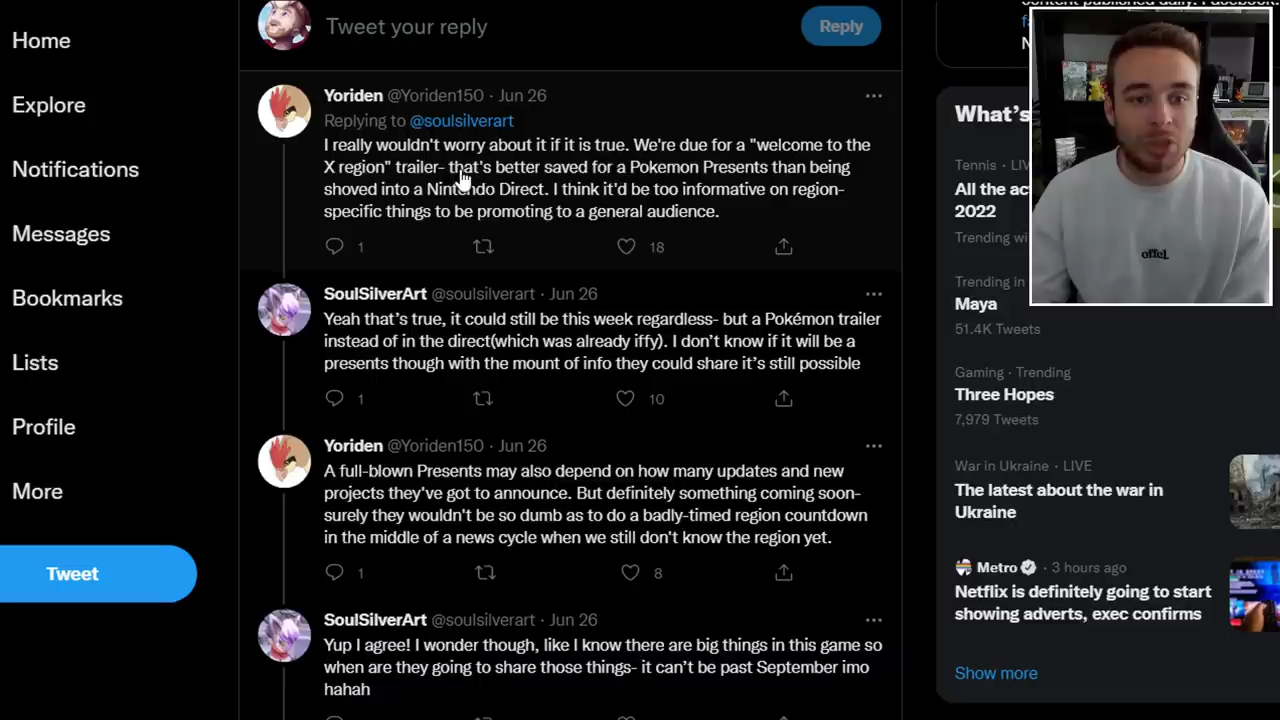 Home
Explore
Notifications
Messages
Bookmarks
Lists
Profile
More
Tweet
Tweet your reply
Reply
Yoriden @Yoriden150 · Jun 26
Replying to @soulsilverart
I really wouldn't worry about it if it is true. We're due for a "welcome to the
X region" trailer- that's better saved for a Pokemon Presents than being
shoved into a Nintendo Direct. I think it'd be too informative on region-
specific things to be promoting to a general audience.
1 18
SoulSilverArt @soulsilverart · Jun 26
Yeah that's true, it could still be this week regardless- but a Pokémon trailer
instead of in the direct(which was already iffy). I don't know if it will be a
presents though with the mount of info they could share it's still possible
1 10
Yoriden @Yoriden150 · Jun 26
A full-blown Presents may also depend on how many updates and new
projects they've got to announce. But definitely something coming soon-
surely they wouldn't be so dumb as to do a badly-timed region countdown
in the middle of a news cycle when we still don't know the region yet.
1 8
SoulSilverArt @soulsilverart · Jun 26
Yup I agree! I wonder though, like I know there are big things in this game so
when are they going to share those things- it can't be past September imo
hahah
What's
Tennis · LIV
All the ac
2022
Trending wi
Trending in
Maya
51.4K Tweets
Gaming · Trending
Three Hopes
7,979 Tweets
War in Ukraine · LIVE
The latest about the war in
Ukraine
Metro · 3 hours ago
Netflix is definitely going to start
showing adverts, exec confirms
Show more
offcl.